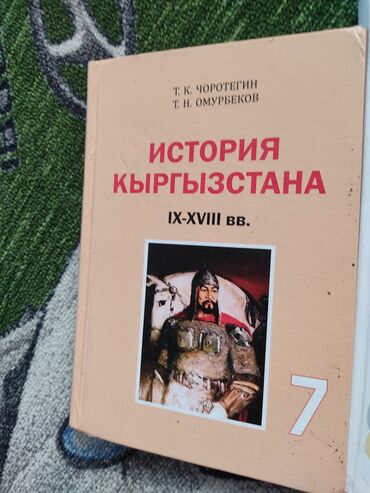 Т. К. ЧОРОТЕГИН
Т. Н. ОМУРБЕКОВ
ИСТОРИЯ
КЫРГЫЗСТАНА
IX-XVIII вв.
7